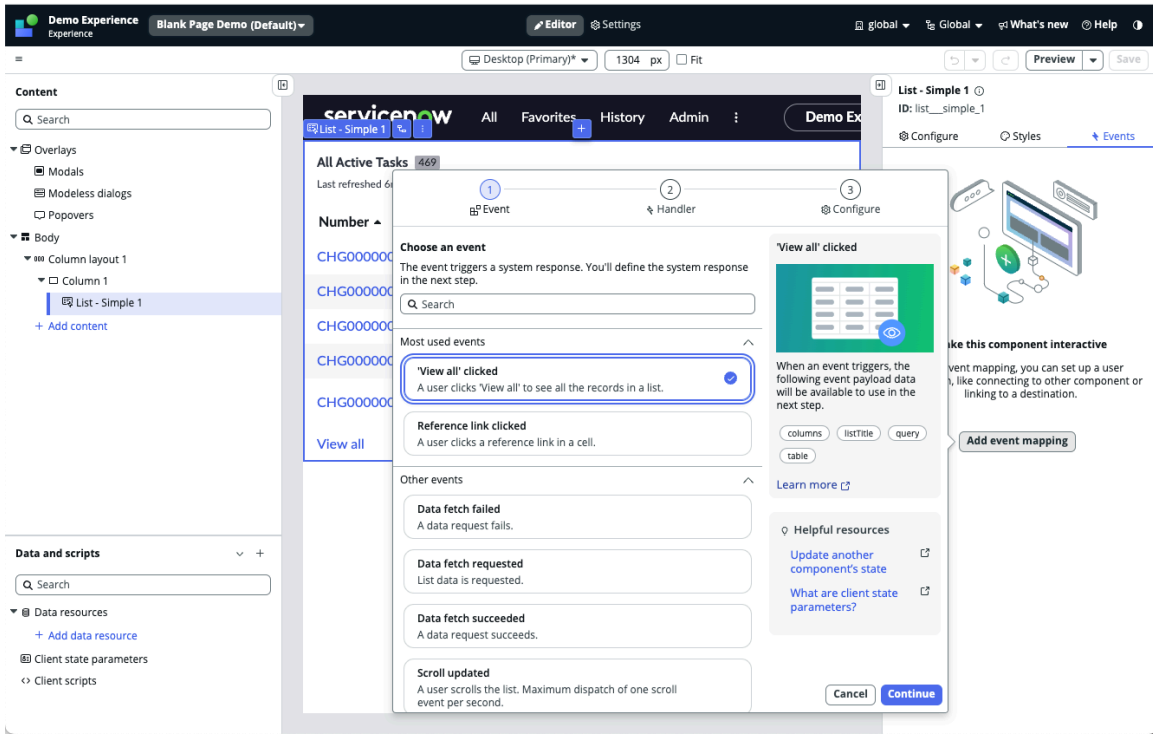 Demo Experience
Experience
Blank Page Demo (Default)
Editor
Settings
global
Global
What's new
Help
Desktop (Primary)*
1304 px
Fit
Preview
Save
Content
Search
Overlays
Modals
Modeless dialogs
Popovers
Body
Column layout 1
Column 1
List - Simple 1
+ Add content
Data and scripts
Search
Data resources
+ Add data resource
Client state parameters
Client scripts
servicenow
All
Favorites
History
Admin
Demo Ex
List - Simple 1
All Active Tasks 469
Last refreshed 6
Number
CHG000000
CHG000000
CHG000000
CHG000000
CHG000000
View all
1
Event
2
Handler
3
Configure
Choose an event
The event triggers a system response. You'll define the system response
in the next step.
Search
Most used events
'View all' clicked
A user clicks 'View all' to see all the records in a list.
Reference link clicked
A user clicks a reference link in a cell.
Other events
Data fetch failed
A data request fails.
Data fetch requested
List data is requested.
Data fetch succeeded
A data request succeeds.
Scroll updated
A user scrolls the list. Maximum dispatch of one scroll
event per second.
'View all' clicked
When an event triggers, the
following event payload data
will be available to use in the
next step.
columns
listTitle
query
table
Learn more
Helpful resources
Update another
component's state
What are client state
parameters?
Cancel
Continue
List - Simple 1
ID: list__simple_1
Configure
Styles
Events
ke this component interactive
vent mapping, you can set up a user
, like connecting to other component or
linking to a destination.
Add event mapping